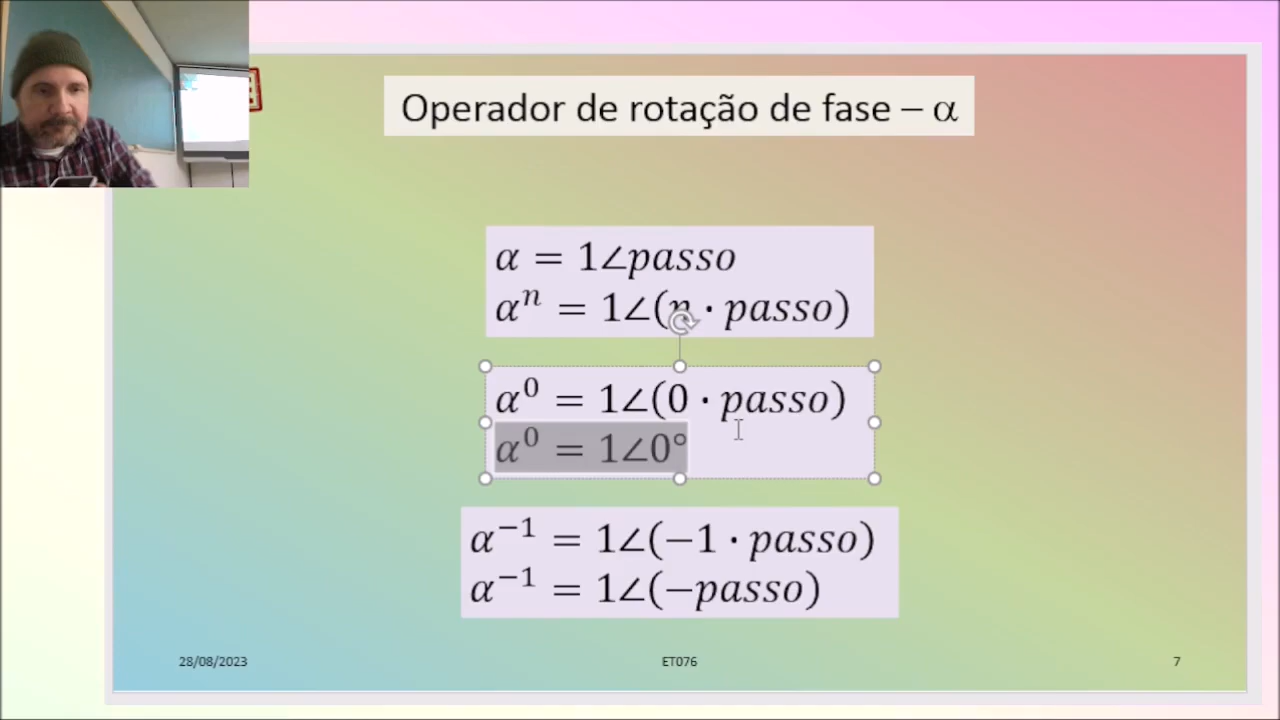 Operador de rotação de fase – α
α = 1∠passo
αⁿ = 1∠(n · passo)
α⁰ = 1∠(0 · passo)
α⁰ = 1∠0°
α⁻¹ = 1∠(−1 · passo)
α⁻¹ = 1∠(−passo)
28/08/2023
ET076
7